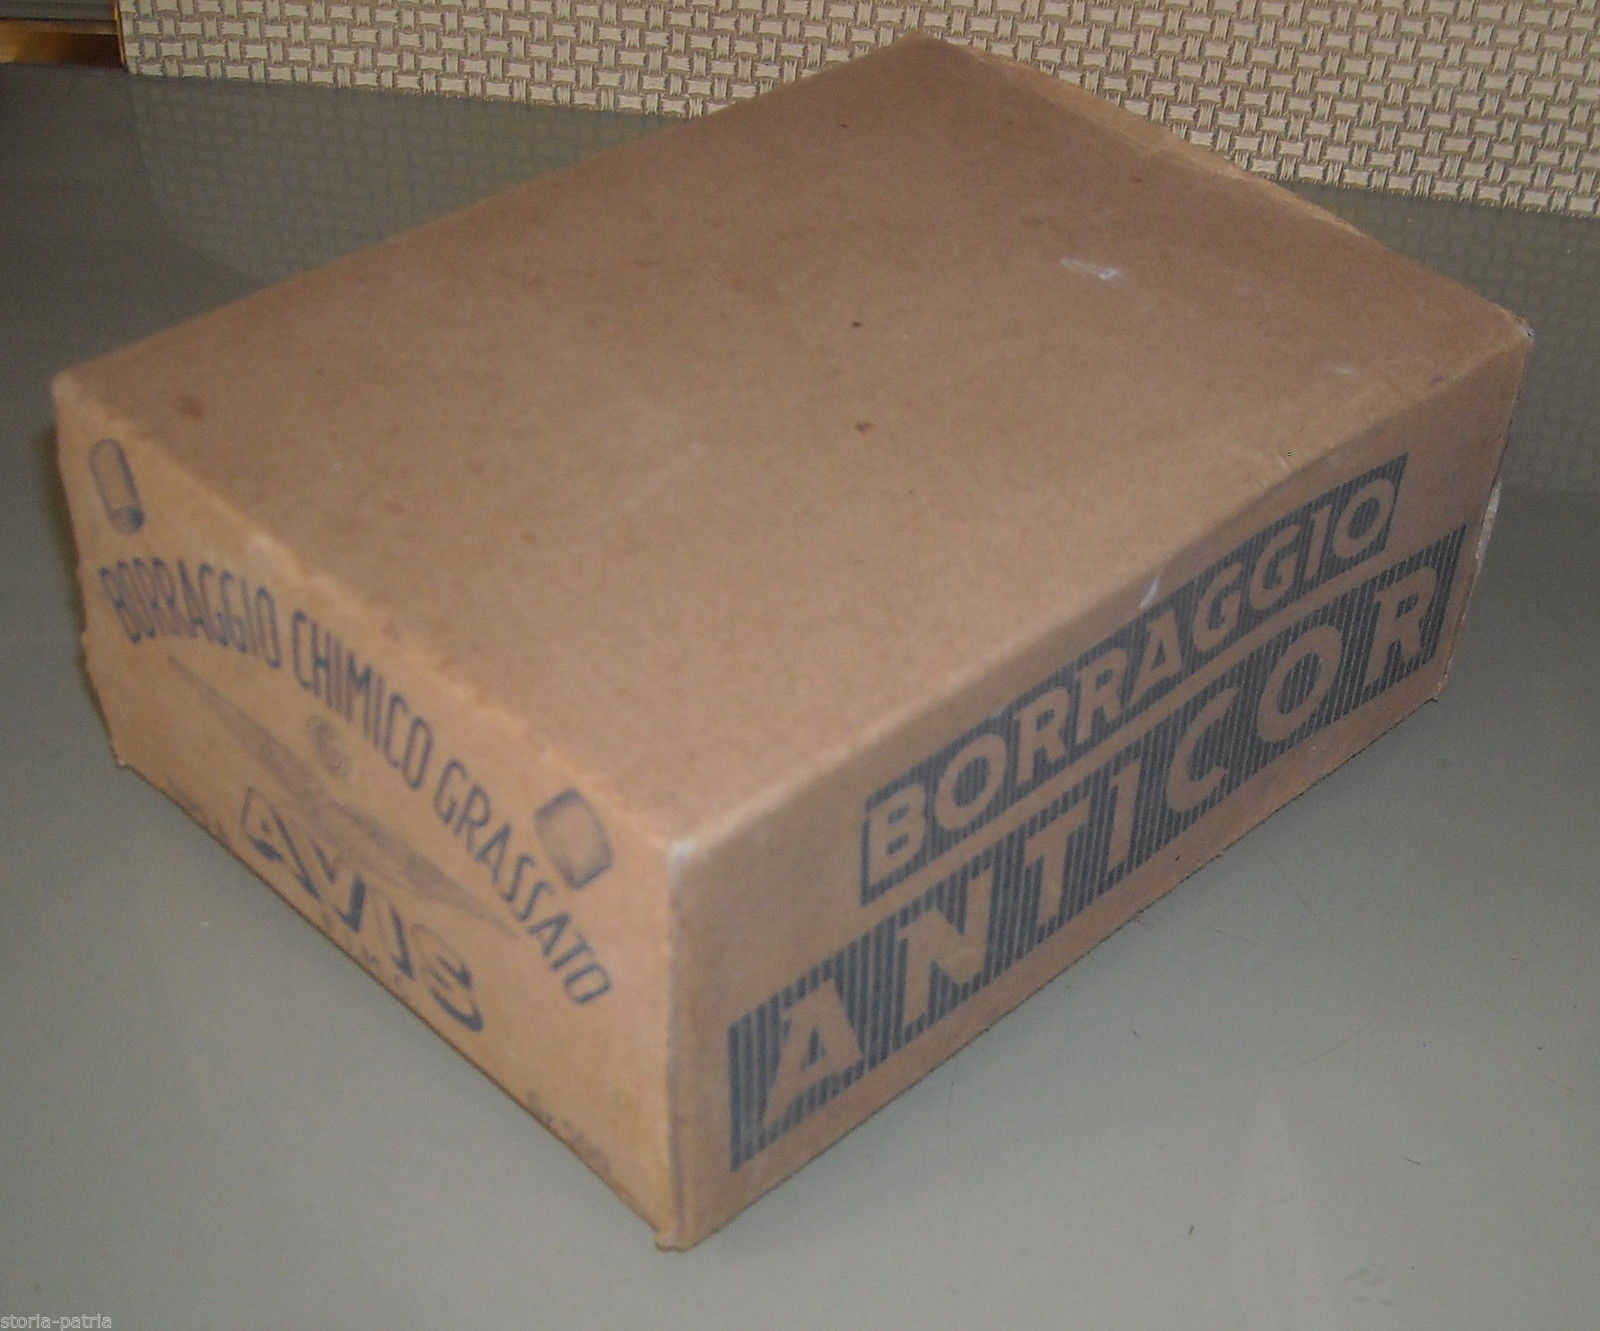 BORRAGGIO CHIMICO GRASSATO
AVIS
BORRAGGIO
ANTICOR
storia-patria